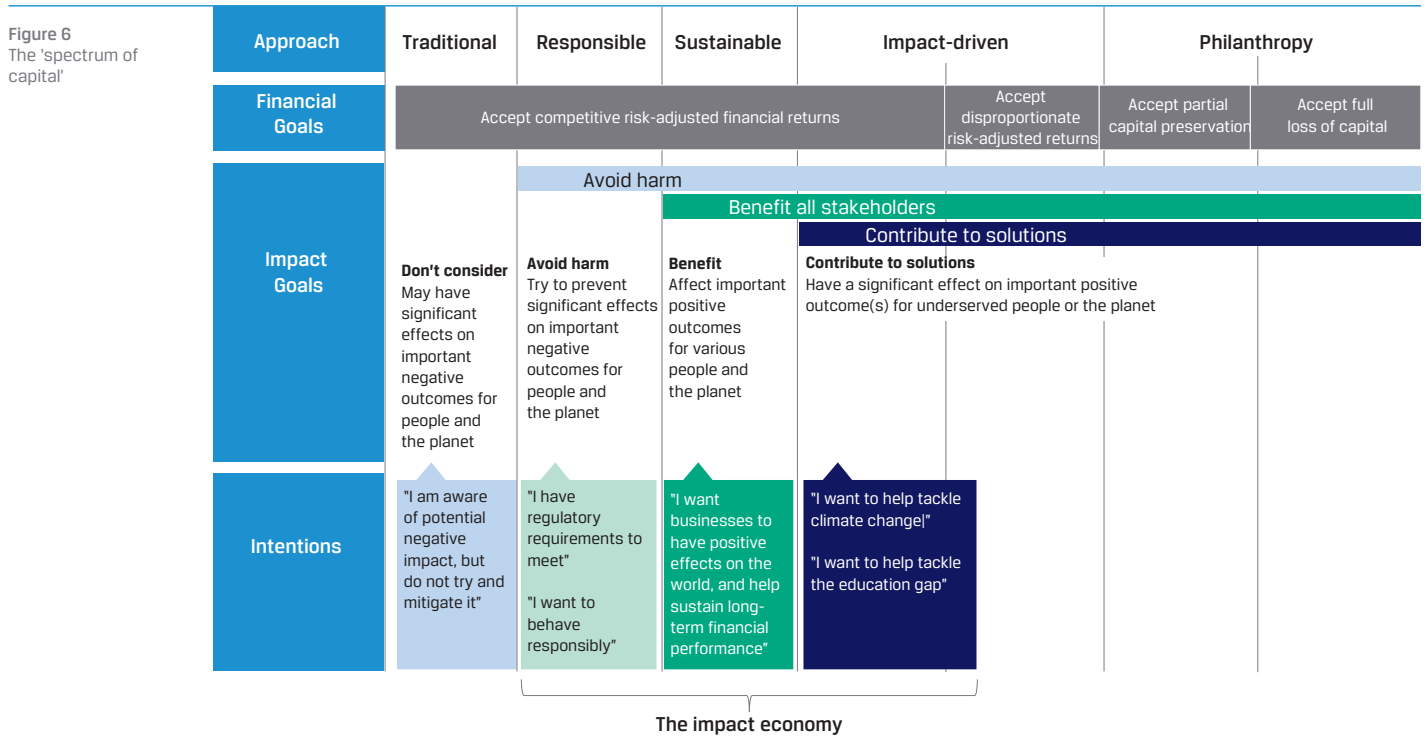 Figure 6
The 'spectrum of
capital'
Approach
Traditional
Responsible
Sustainable
Impact-driven
Philanthropy
Financial
Goals
Accept competitive risk-adjusted financial returns
Accept
disproportionate
risk-adjusted returns
Accept partial
capital preservation
Accept full
loss of capital
Impact
Goals
Avoid harm
Benefit all stakeholders
Contribute to solutions
Don't consider
May have
significant
effects on
important
negative
outcomes for
people and
the planet
Avoid harm
Try to prevent
significant effects
on important
negative
outcomes for
people and
the planet
Benefit
Affect important
positive
outcomes
for various
people and
the planet
Contribute to solutions
Have a significant effect on important positive
outcome(s) for underserved people or the planet
Intentions
"I am aware
of potential
negative
impact, but
do not try and
mitigate it"
"I have
regulatory
requirements to
meet"
"I want to
behave
responsibly"
"I want
businesses to
have positive
effects on the
world, and help
sustain long-
term financial
performance"
"I want to help tackle
climate change|"
"I want to help tackle
the education gap"
The impact economy